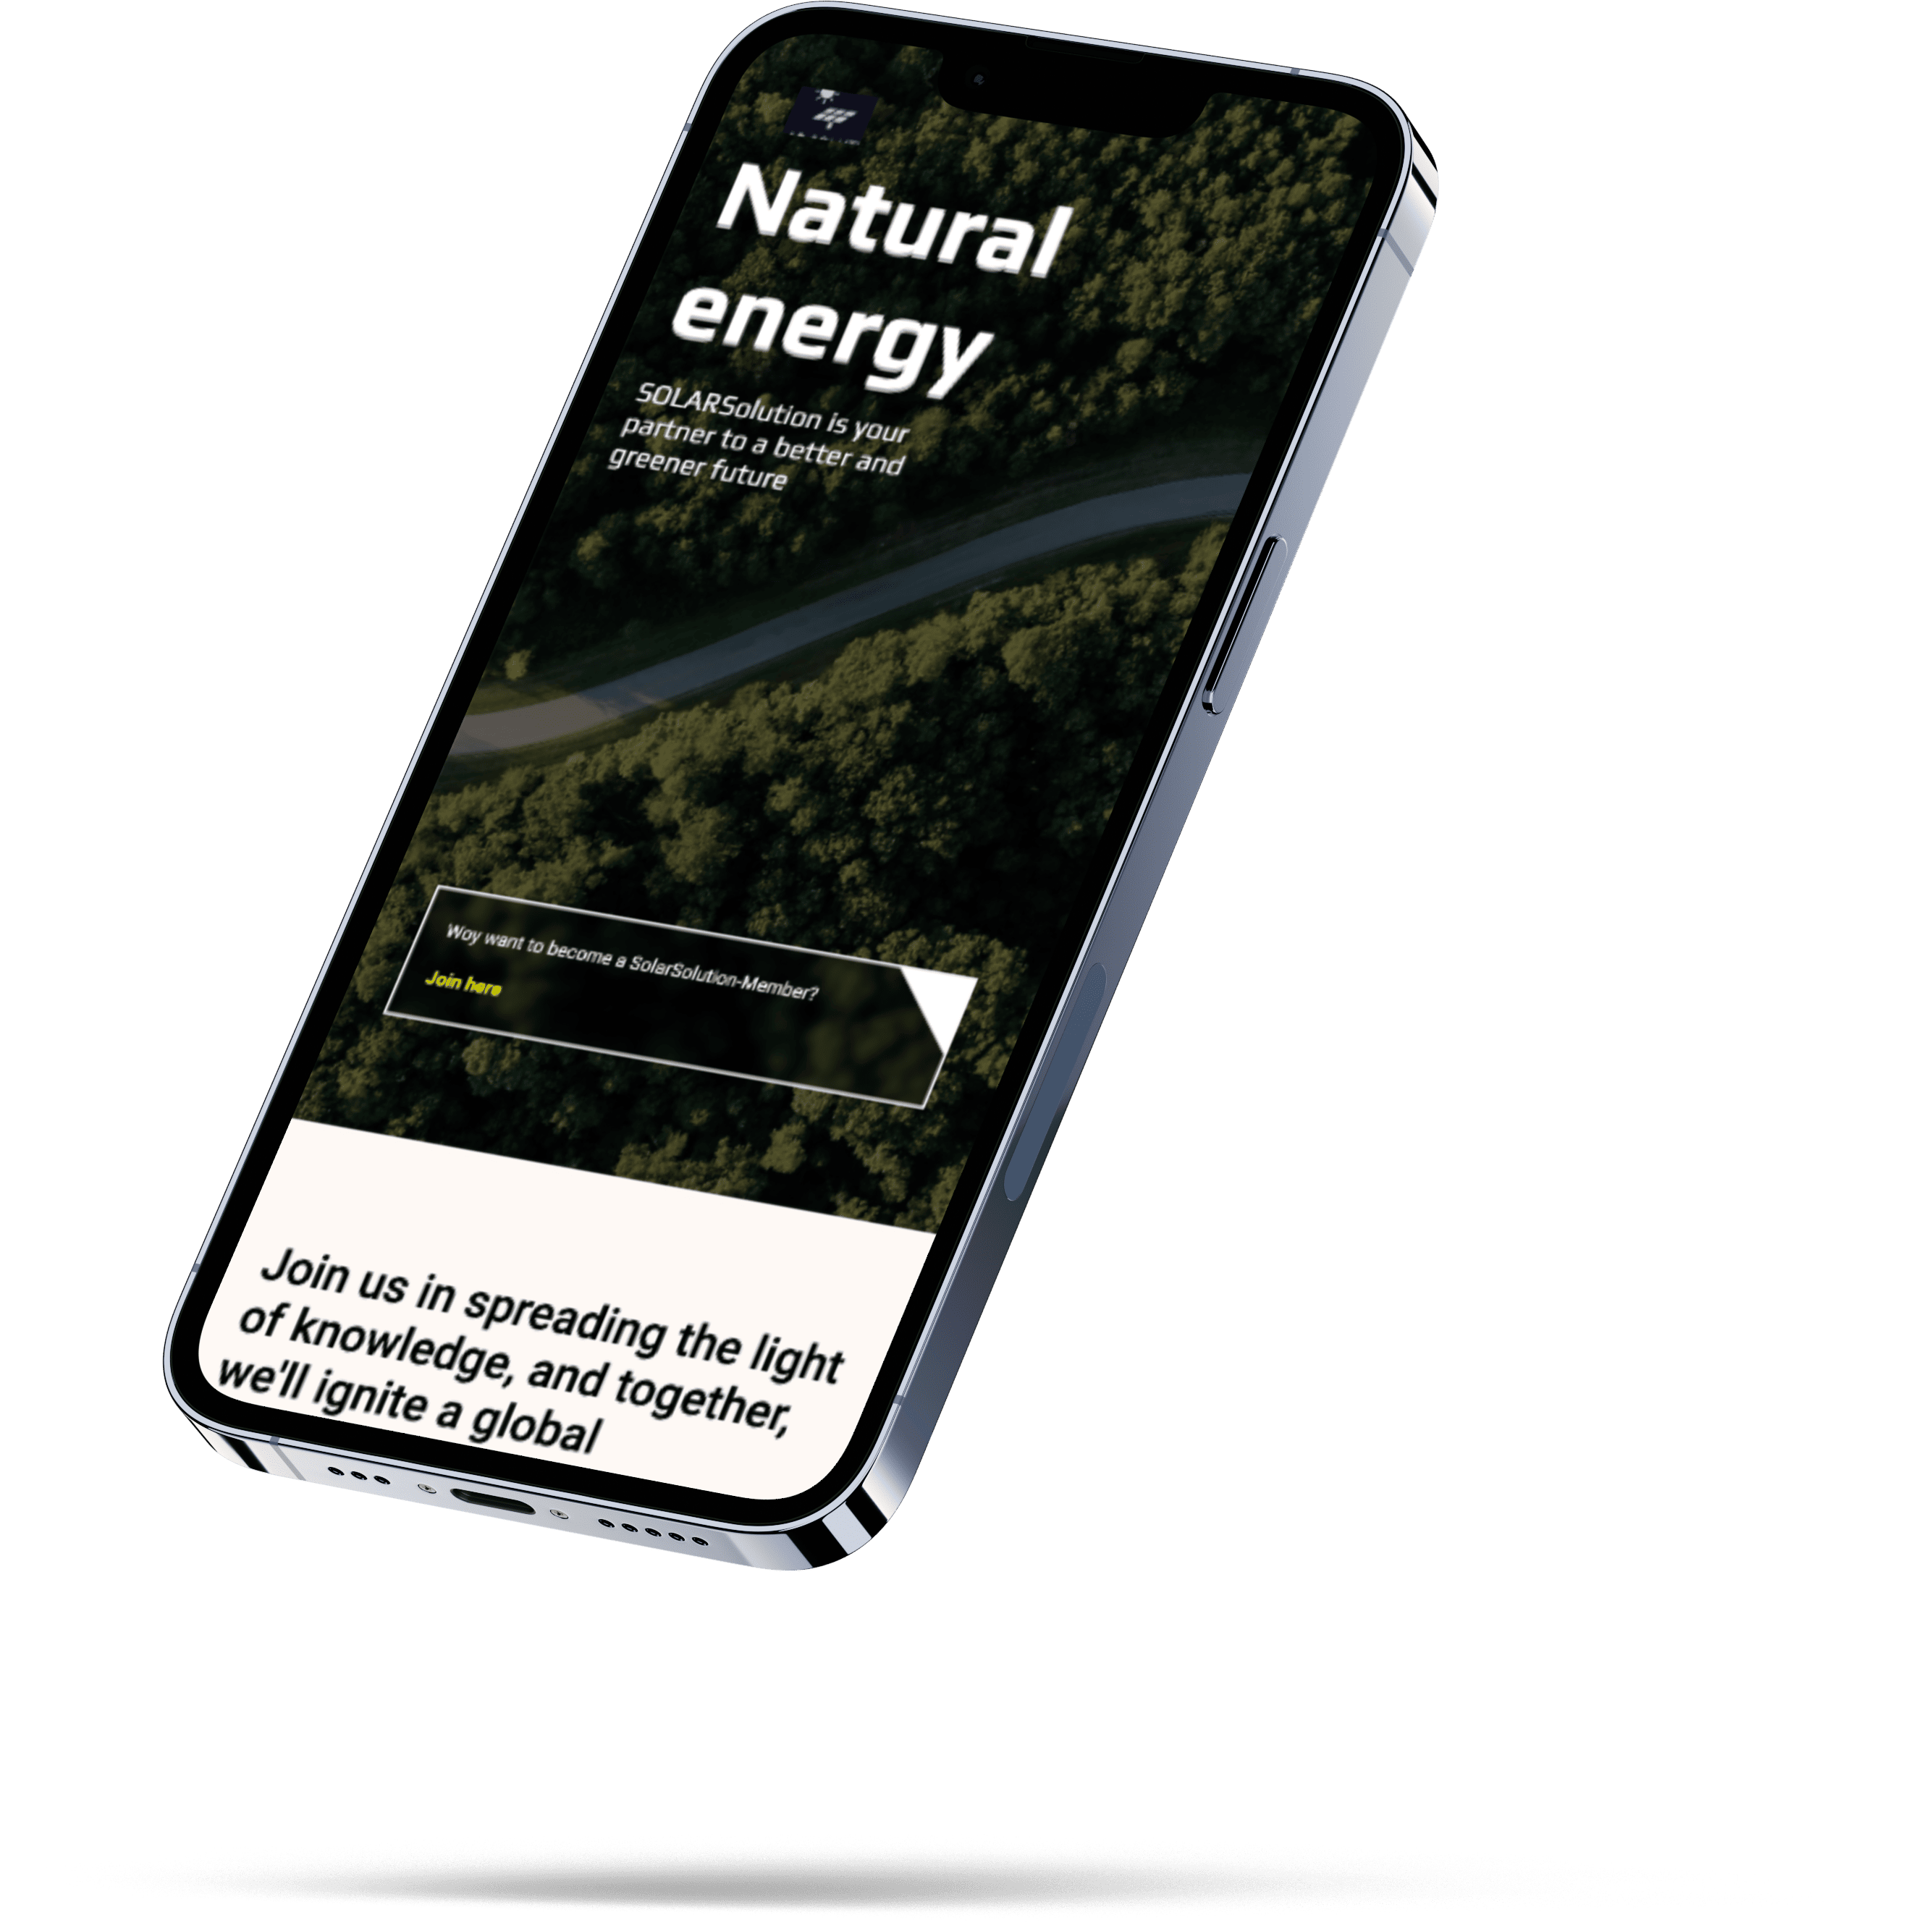 Natural
energy
SOLARSolution is your
partner to a better and
greener future
Woy want to become a SolarSolution-Member?
Join here
Join us in spreading the light
of knowledge, and together,
we'll ignite a global